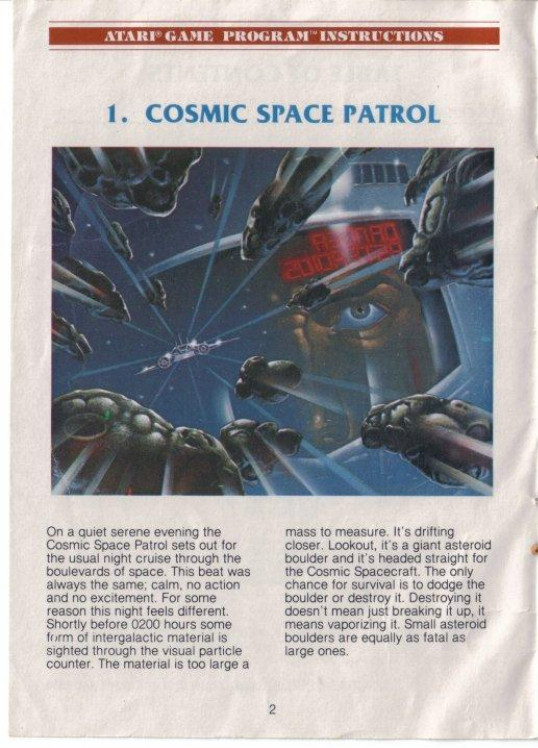 ATARI® GAME PROGRAM™ INSTRUCTIONS
1. COSMIC SPACE PATROL
On a quiet serene evening the
Cosmic Space Patrol sets out for
the usual night cruise through the
boulevards of space. This beat was
always the same; calm, no action
and no excitement. For some
reason this night feels different.
Shortly before 0200 hours some
form of intergalactic material is
sighted through the visual particle
counter. The material is too large a
mass to measure. It's drifting
closer. Lookout, it's a giant asteroid
boulder and it's headed straight for
the Cosmic Spacecraft. The only
chance for survival is to dodge the
boulder or destroy it. Destroying it
doesn't mean just breaking it up, it
means vaporizing it. Small asteroid
boulders are equally as fatal as
large ones.
2